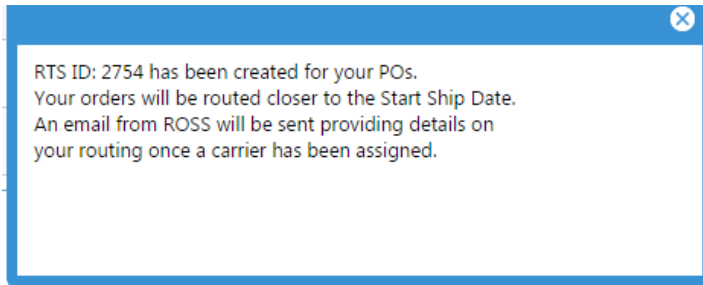 RTS ID: 2754 has been created for your POs.
Your orders will be routed closer to the Start Ship Date.
An email from ROSS will be sent providing details on
your routing once a carrier has been assigned.